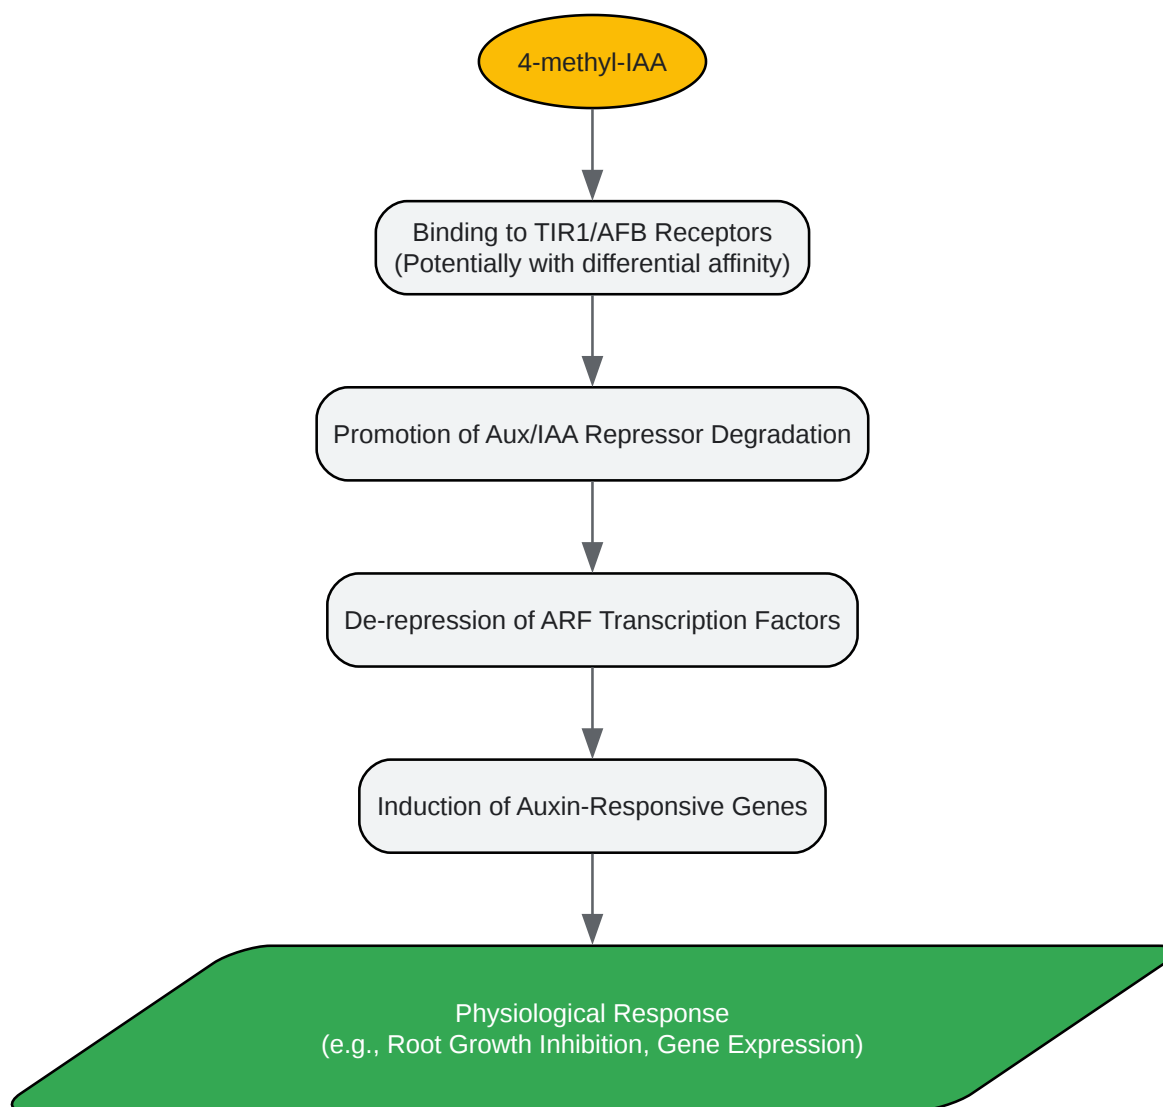 4-methyl-IAA
Binding to TIR1/AFB Receptors
(Potentially with differential affinity)
Promotion of Aux/IAA Repressor Degradation
De-repression of ARF Transcription Factors
Induction of Auxin-Responsive Genes
Physiological Response
(e.g., Root Growth Inhibition, Gene Expression)